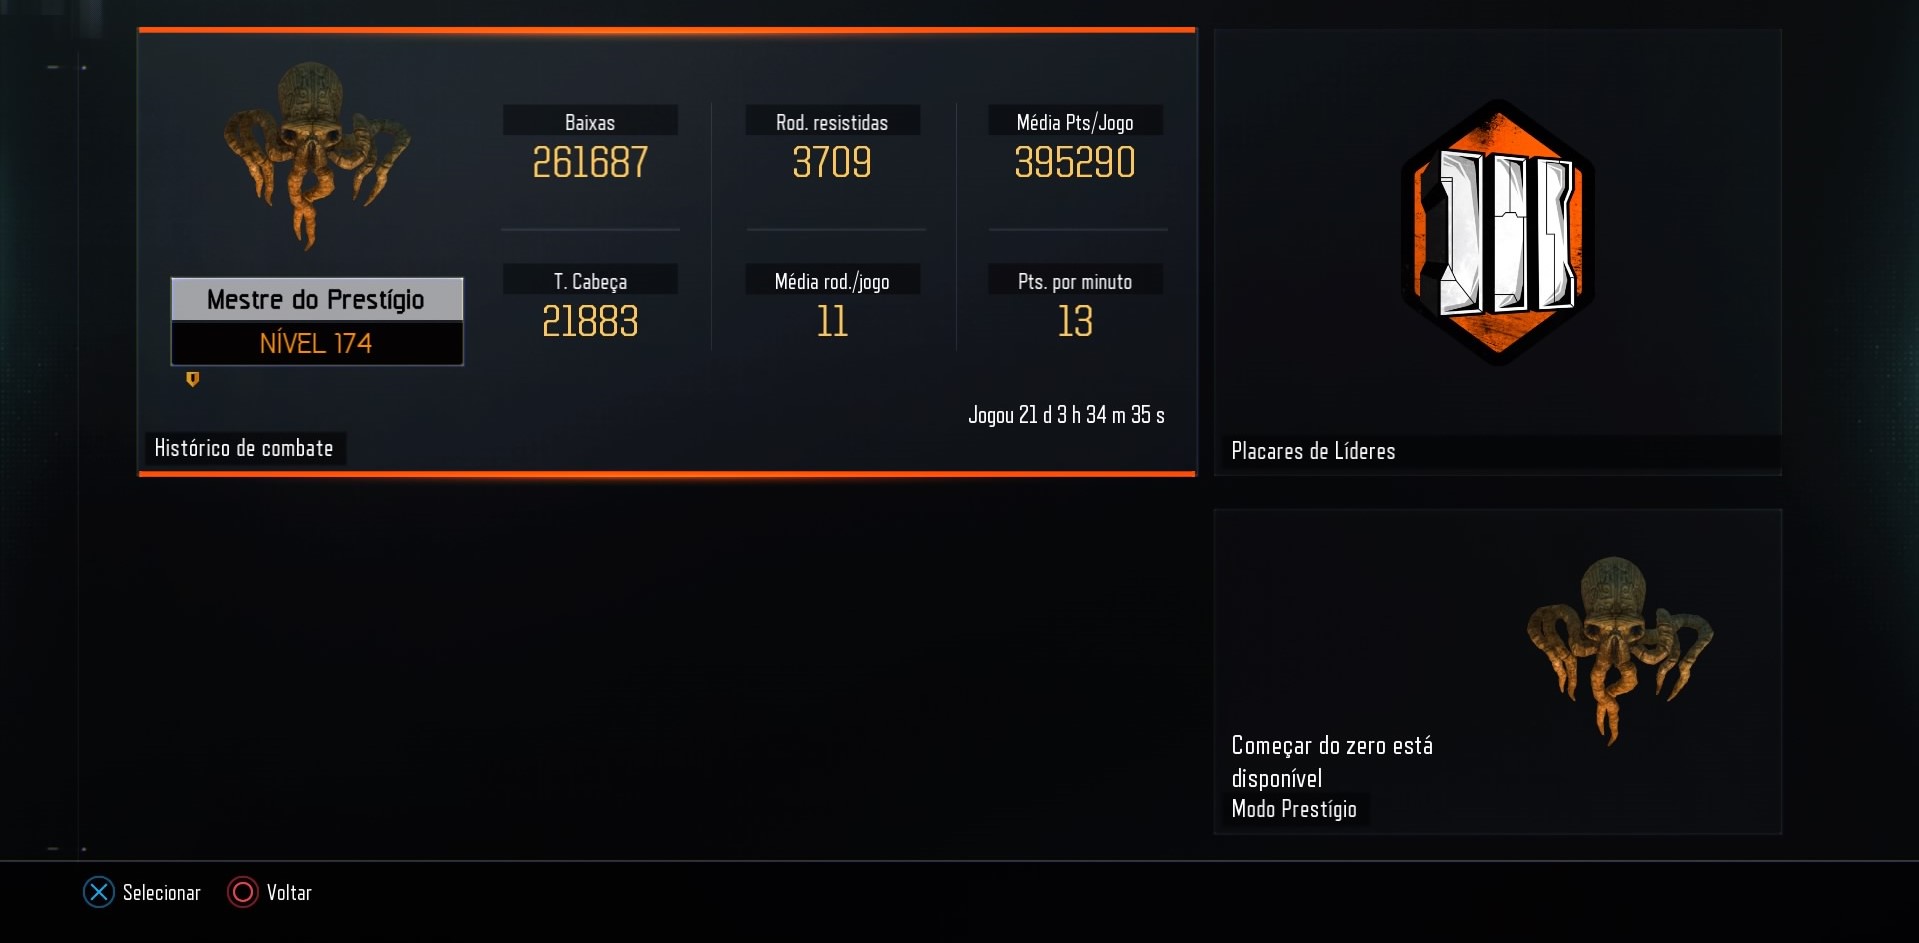 Baixas
261687
Rod. resistidas
3709
Média Pts/Jogo
395290
T. Cabeça
21883
Média rod./jogo
11
Pts. por minuto
13
Mestre do Prestígio
NÍVEL 174
Jogou 21 d 3 h 34 m 35 s
Histórico de combate
Placares de Líderes
Começar do zero está
disponível
Modo Prestígio
Selecionar
Voltar